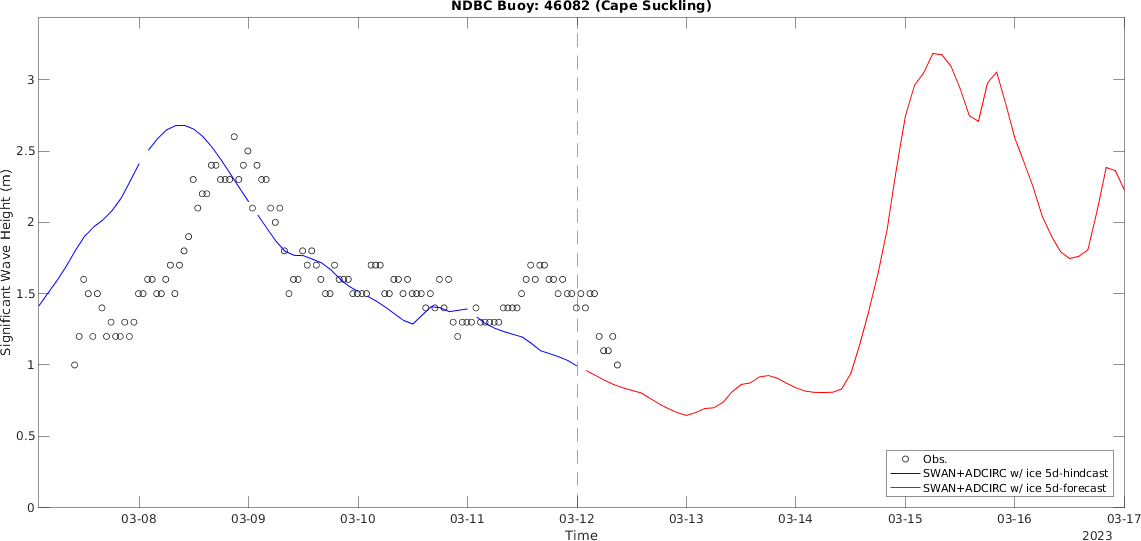 NDBC Buoy: 46082 (Cape Suckling)
Significant Wave Height (m)
3
2.5
2
1.5
1
0.5
0
Obs.
SWAN+ADCIRC w/ ice 5d-hindcast
SWAN+ADCIRC w/ ice 5d-forecast
03-08 03-09 03-10 03-11 03-12 03-13 03-14 03-15 03-16 03-17
Time
2023